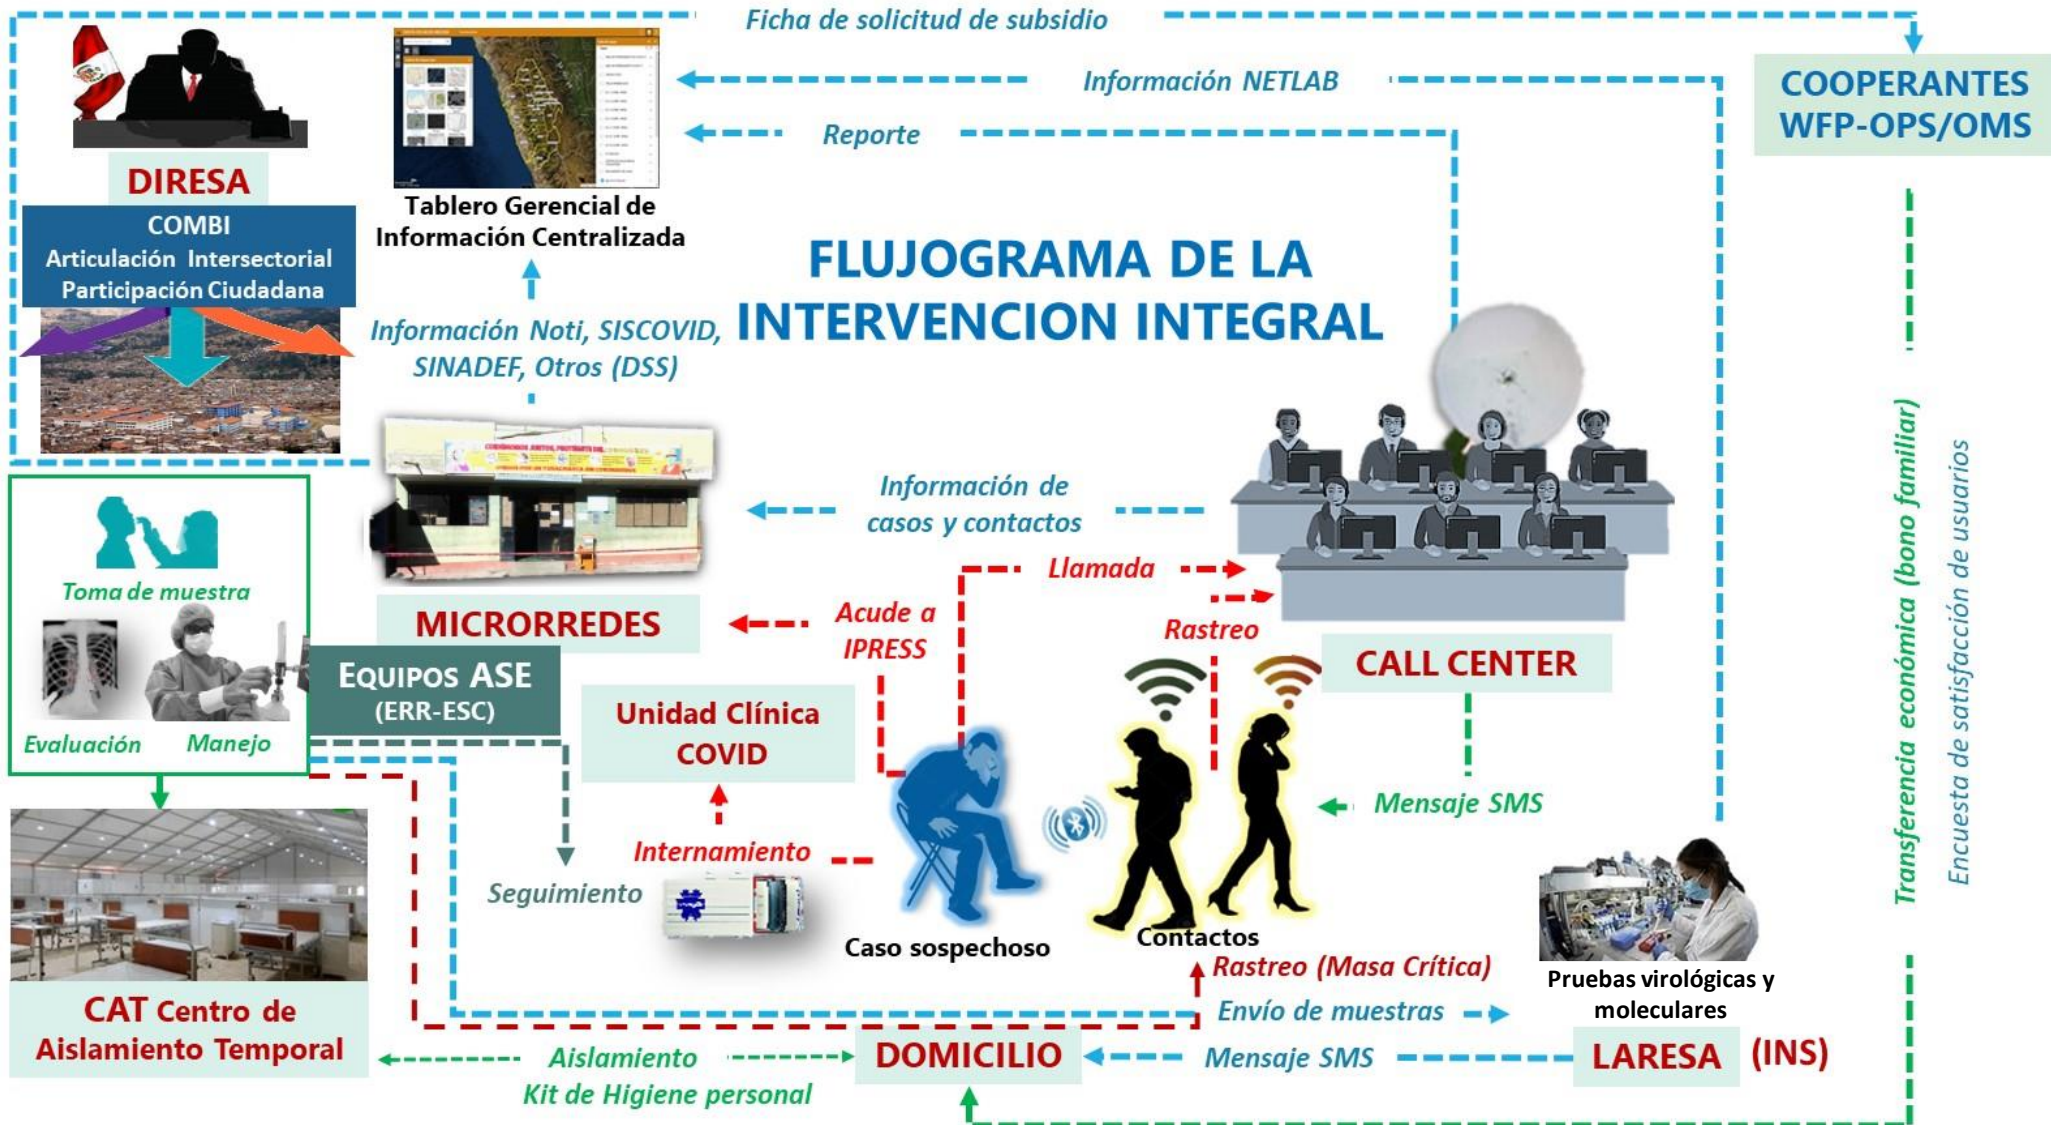 Ficha de solicitud de subsidio
Información NETLAB
COOPERANTES
WFP-OPS/OMS
Reporte
DIRESA
COMBI
Articulación Intersectorial
Participación Ciudadana
Tablero Gerencial de
Información Centralizada
FLUJOGRAMA DE LA
INTERVENCION INTEGRAL
Información Noti, SISCOVID,
SINADEF, Otros (DSS)
Información de
casos y contactos
Transferencia económica (bono familiar)
Encuesta de satisfacción de usuarios
Toma de muestra
Evaluación
Manejo
MICRORREDES
EQUIPOS ASE
(ERR-ESC)
Acude a
IPRESS
Llamada
Rastreo
CALL CENTER
Unidad Clínica
COVID
Mensaje SMS
Internamiento
Seguimiento
Caso sospechoso
Contactos
Rastreo (Masa Crítica)
Envío de muestras
Pruebas virológicas y
moleculares
LARESA (INS)
CAT Centro de
Aislamiento Temporal
Aislamiento
Kit de Higiene personal
DOMICILIO
Mensaje SMS